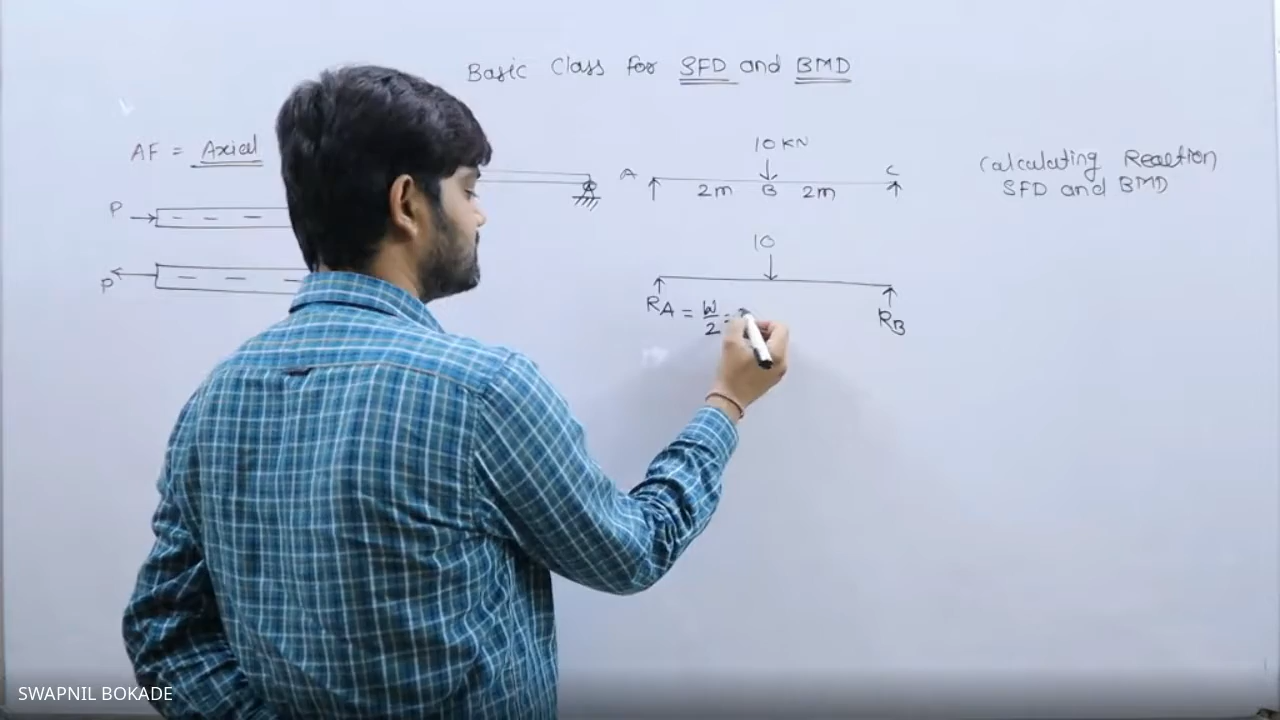 Basic Class for SFD and BMD
AF = Axial
P
P
10 KN
A
C
2m B 2m
Calculating Reaction
SFD and BMD
10
RA = W/2 =
RB
SWAPNIL BOKADE